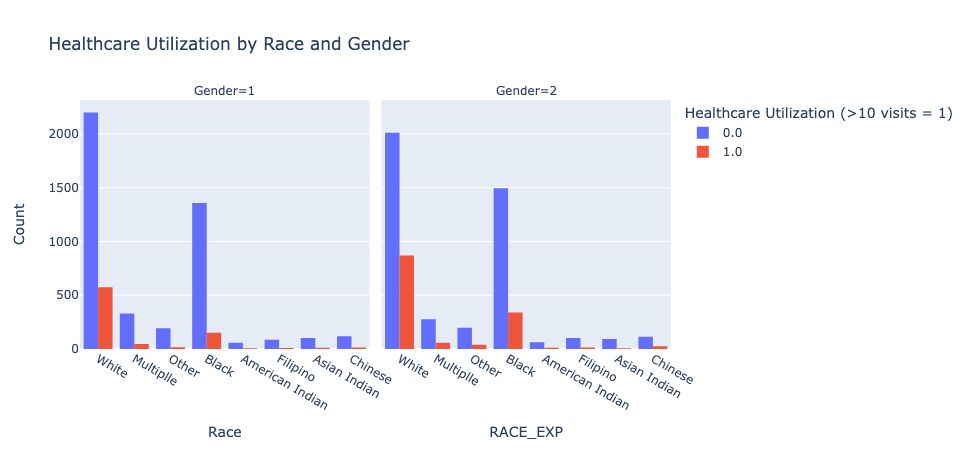 Healthcare Utilization by Race and Gender
Gender=1
Gender=2
Healthcare Utilization (>10 visits = 1)
0.0
1.0
Count
2000
1500
1000
500
0
White
Multiplle
Other
Black
American Indian
Filipino
Asian Indian
Chinese
White
Multiplle
Other
Black
American Indian
Filipino
Asian Indian
Chinese
Race
RACE_EXP